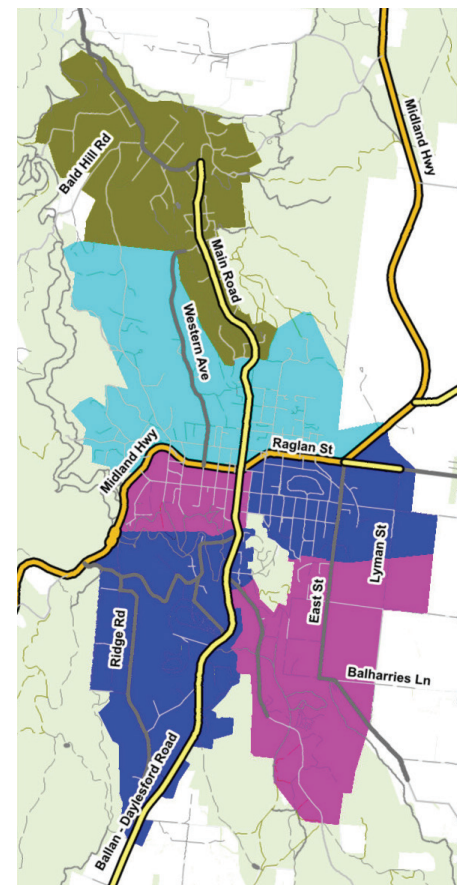 Midland Hwy
Bald Hill Rd
Main Road
Western Ave
Raglan St
Midland Hwy
Lyman St
East St
Ridge Rd
Balharries Ln
Ballan - Daylesford Road